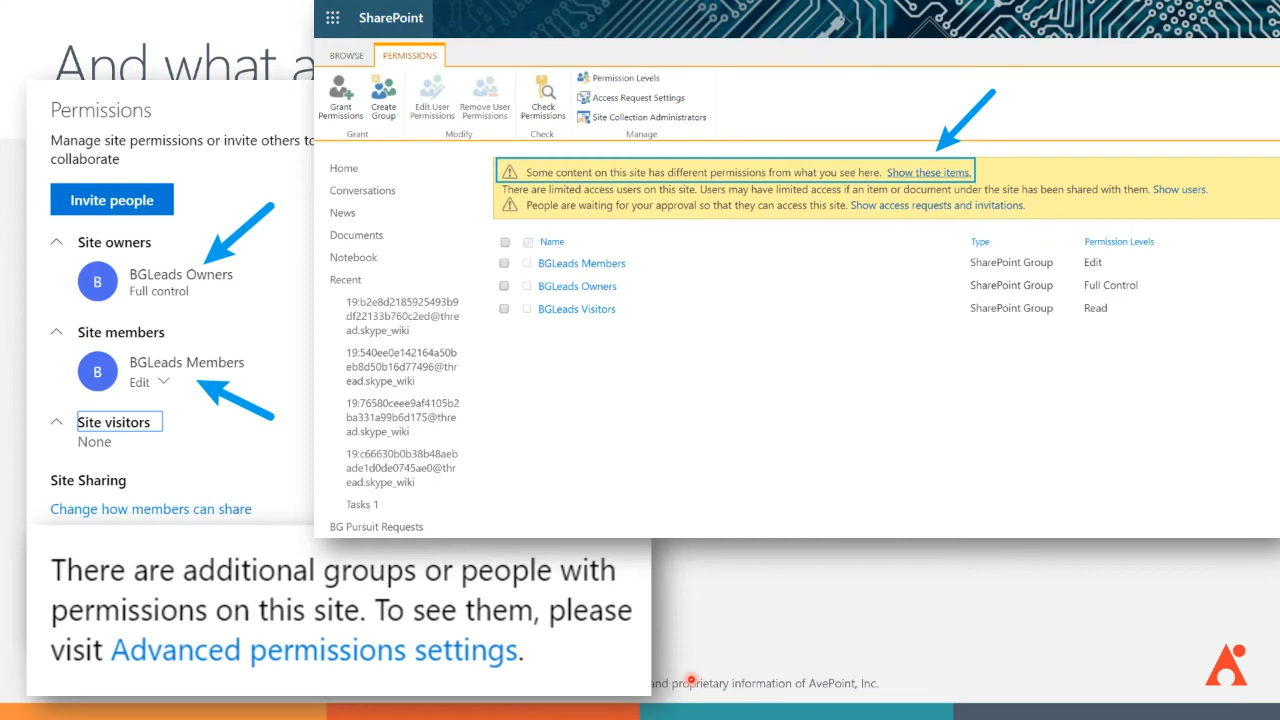 And what a
Permissions
Manage site permissions or invite others to
collaborate
Invite people
Site owners
B
BGLeads Owners
Full control
Site members
B
BGLeads Members
Edit
Site visitors
None
Site Sharing
Change how members can share
There are additional groups or people with
permissions on this site. To see them, please
visit Advanced permissions settings.
SharePoint
BROWSE PERMISSIONS
Grant Permissions
Create Group
Edit User Permissions
Remove User Permissions
Check Permissions
Permission Levels
Access Request Settings
Site Collection Administrators
Grant Modify Check Manage
Home
Conversations
News
Documents
Notebook
Recent
19:b2e8d2185925493b9
df22133b760c2ed@thre
ad.skype_wiki
19:540ee0e142164a50b
eb8d50b16d77496@thr
ead.skype_wiki
19:76580ceee9af4105b2
ba331a99b6d175@thre
ad.skype_wiki
19:c66630b0b38b48aeb
ade1d0de0745ae0@thr
ead.skype_wiki
Tasks 1
BG Pursuit Requests
Some content on this site has different permissions from what you see here. Show these items.
There are limited access users on this site. Users may have limited access if an item or document under the site has been shared with them. Show users.
People are waiting for your approval so that they can access this site. Show access requests and invitations.
Name Type Permission Levels
BGLeads Members SharePoint Group Edit
BGLeads Owners SharePoint Group Full Control
BGLeads Visitors SharePoint Group Read
and proprietary information of AvePoint, Inc.